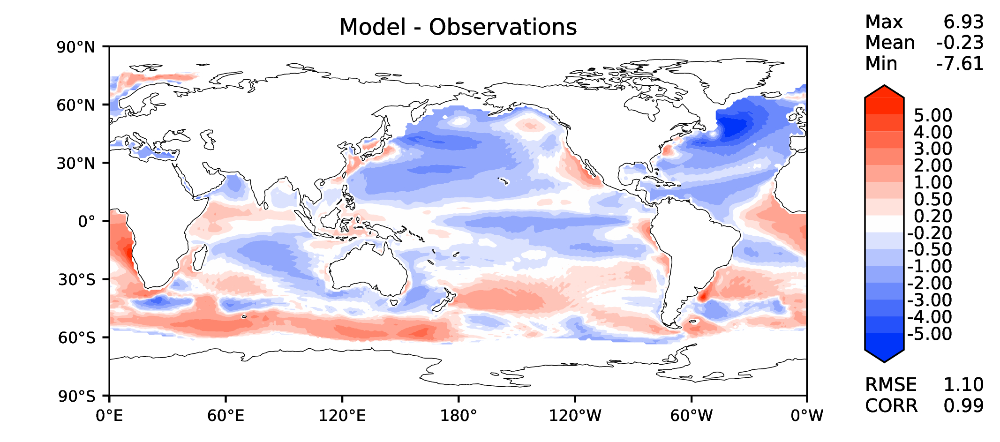 Model - Observations
Max 6.93
Mean -0.23
Min -7.61
90°N
60°N
30°N
0°
30°S
60°S
90°S
0°E 60°E 120°E 180° 120°W 60°W 0°W
5.00
4.00
3.00
2.00
1.00
0.50
0.20
-0.20
-0.50
-1.00
-2.00
-3.00
-4.00
-5.00
RMSE 1.10
CORR 0.99